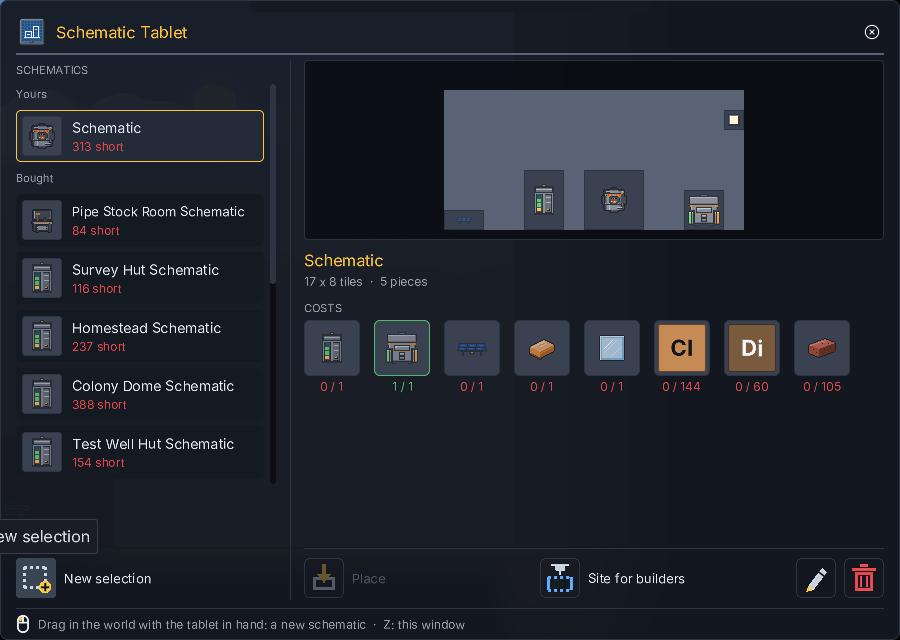 Schematic Tablet
SCHEMATICS
Yours
Schematic
313 short
Bought
Pipe Stock Room Schematic
84 short
Survey Hut Schematic
116 short
Homestead Schematic
237 short
Colony Dome Schematic
388 short
Test Well Hut Schematic
154 short
ew selection
New selection
Schematic
17 x 8 tiles · 5 pieces
COSTS
Cl Di
0 / 1 1 / 1 0 / 1 0 / 1 0 / 1 0 / 144 0 / 60 0 / 105
Place
Site for builders
Drag in the world with the tablet in hand: a new schematic · Z: this window